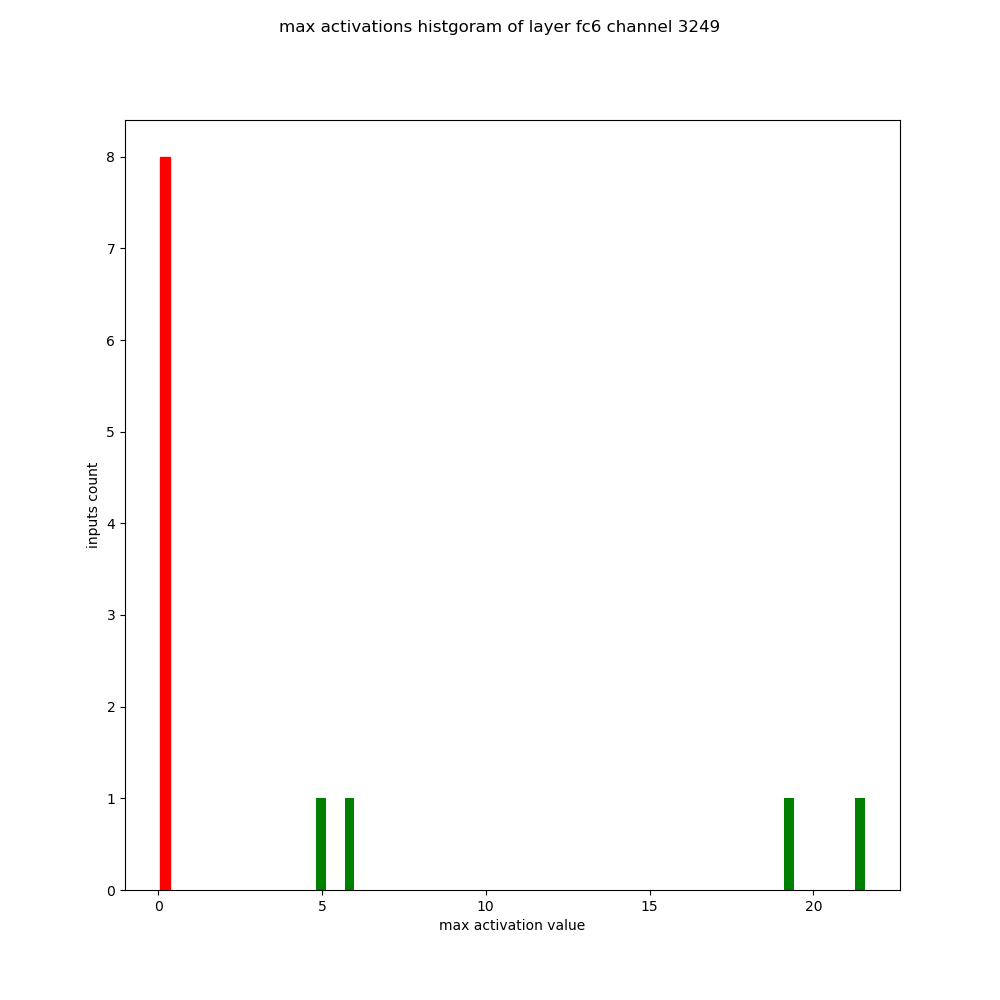 max activations histgoram of layer fc6 channel 3249
8
7
6
5
4
3
2
1
0
inputs count
0 5 10 15 20
max activation value